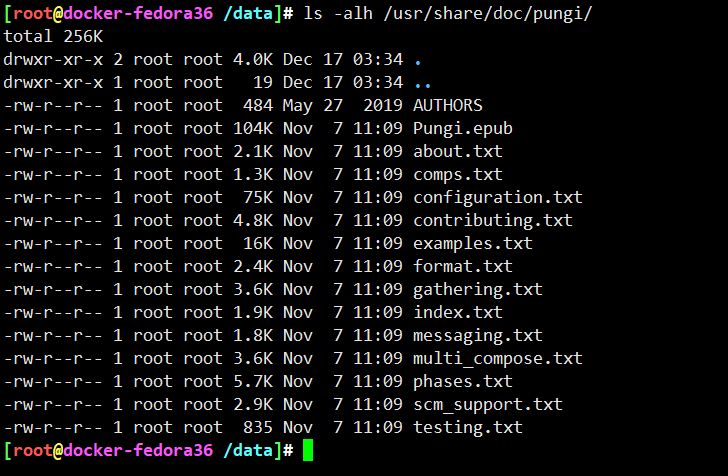 [root@docker-fedora36 /data]# ls -alh /usr/share/doc/pungi/
total 256K
drwxr-xr-x 2 root root 4.0K Dec 17 03:34 .
drwxr-xr-x 1 root root   19 Dec 17 03:34 ..
-rw-r--r-- 1 root root  484 May 27  2019 AUTHORS
-rw-r--r-- 1 root root 104K Nov  7 11:09 Pungi.epub
-rw-r--r-- 1 root root 2.1K Nov  7 11:09 about.txt
-rw-r--r-- 1 root root 1.3K Nov  7 11:09 comps.txt
-rw-r--r-- 1 root root  75K Nov  7 11:09 configuration.txt
-rw-r--r-- 1 root root 4.8K Nov  7 11:09 contributing.txt
-rw-r--r-- 1 root root  16K Nov  7 11:09 examples.txt
-rw-r--r-- 1 root root 2.4K Nov  7 11:09 format.txt
-rw-r--r-- 1 root root 3.6K Nov  7 11:09 gathering.txt
-rw-r--r-- 1 root root 1.9K Nov  7 11:09 index.txt
-rw-r--r-- 1 root root 1.8K Nov  7 11:09 messaging.txt
-rw-r--r-- 1 root root 3.6K Nov  7 11:09 multi_compose.txt
-rw-r--r-- 1 root root 5.7K Nov  7 11:09 phases.txt
-rw-r--r-- 1 root root 2.9K Nov  7 11:09 scm_support.txt
-rw-r--r-- 1 root root  835 Nov  7 11:09 testing.txt
[root@docker-fedora36 /data]#